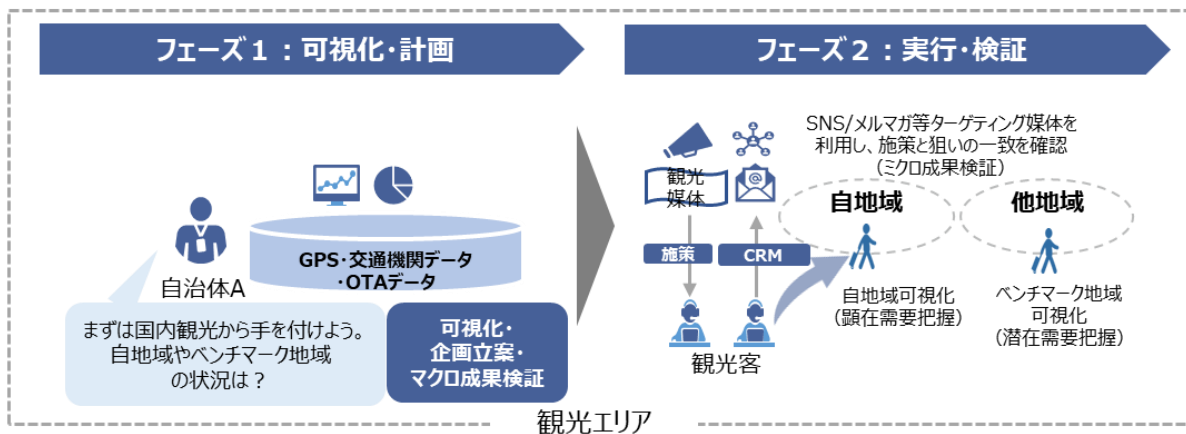 フェーズ１：可視化・計画
GPS・交通機関データ
・OTAデータ
自治体A
まずは国内観光から手を付けよう。
自地域やベンチマーク地域
の状況は？
可視化・
企画立案・
マクロ成果検証
フェーズ２：実行・検証
SNS/メルマガ等ターゲティング媒体を
利用し、施策と狙いの一致を確認
（ミクロ成果検証）
観光
媒体
@
施策
CRM
観光客
自地域
自地域可視化
（顕在需要把握）
他地域
ベンチマーク地域
可視化
（潜在需要把握）
観光エリア